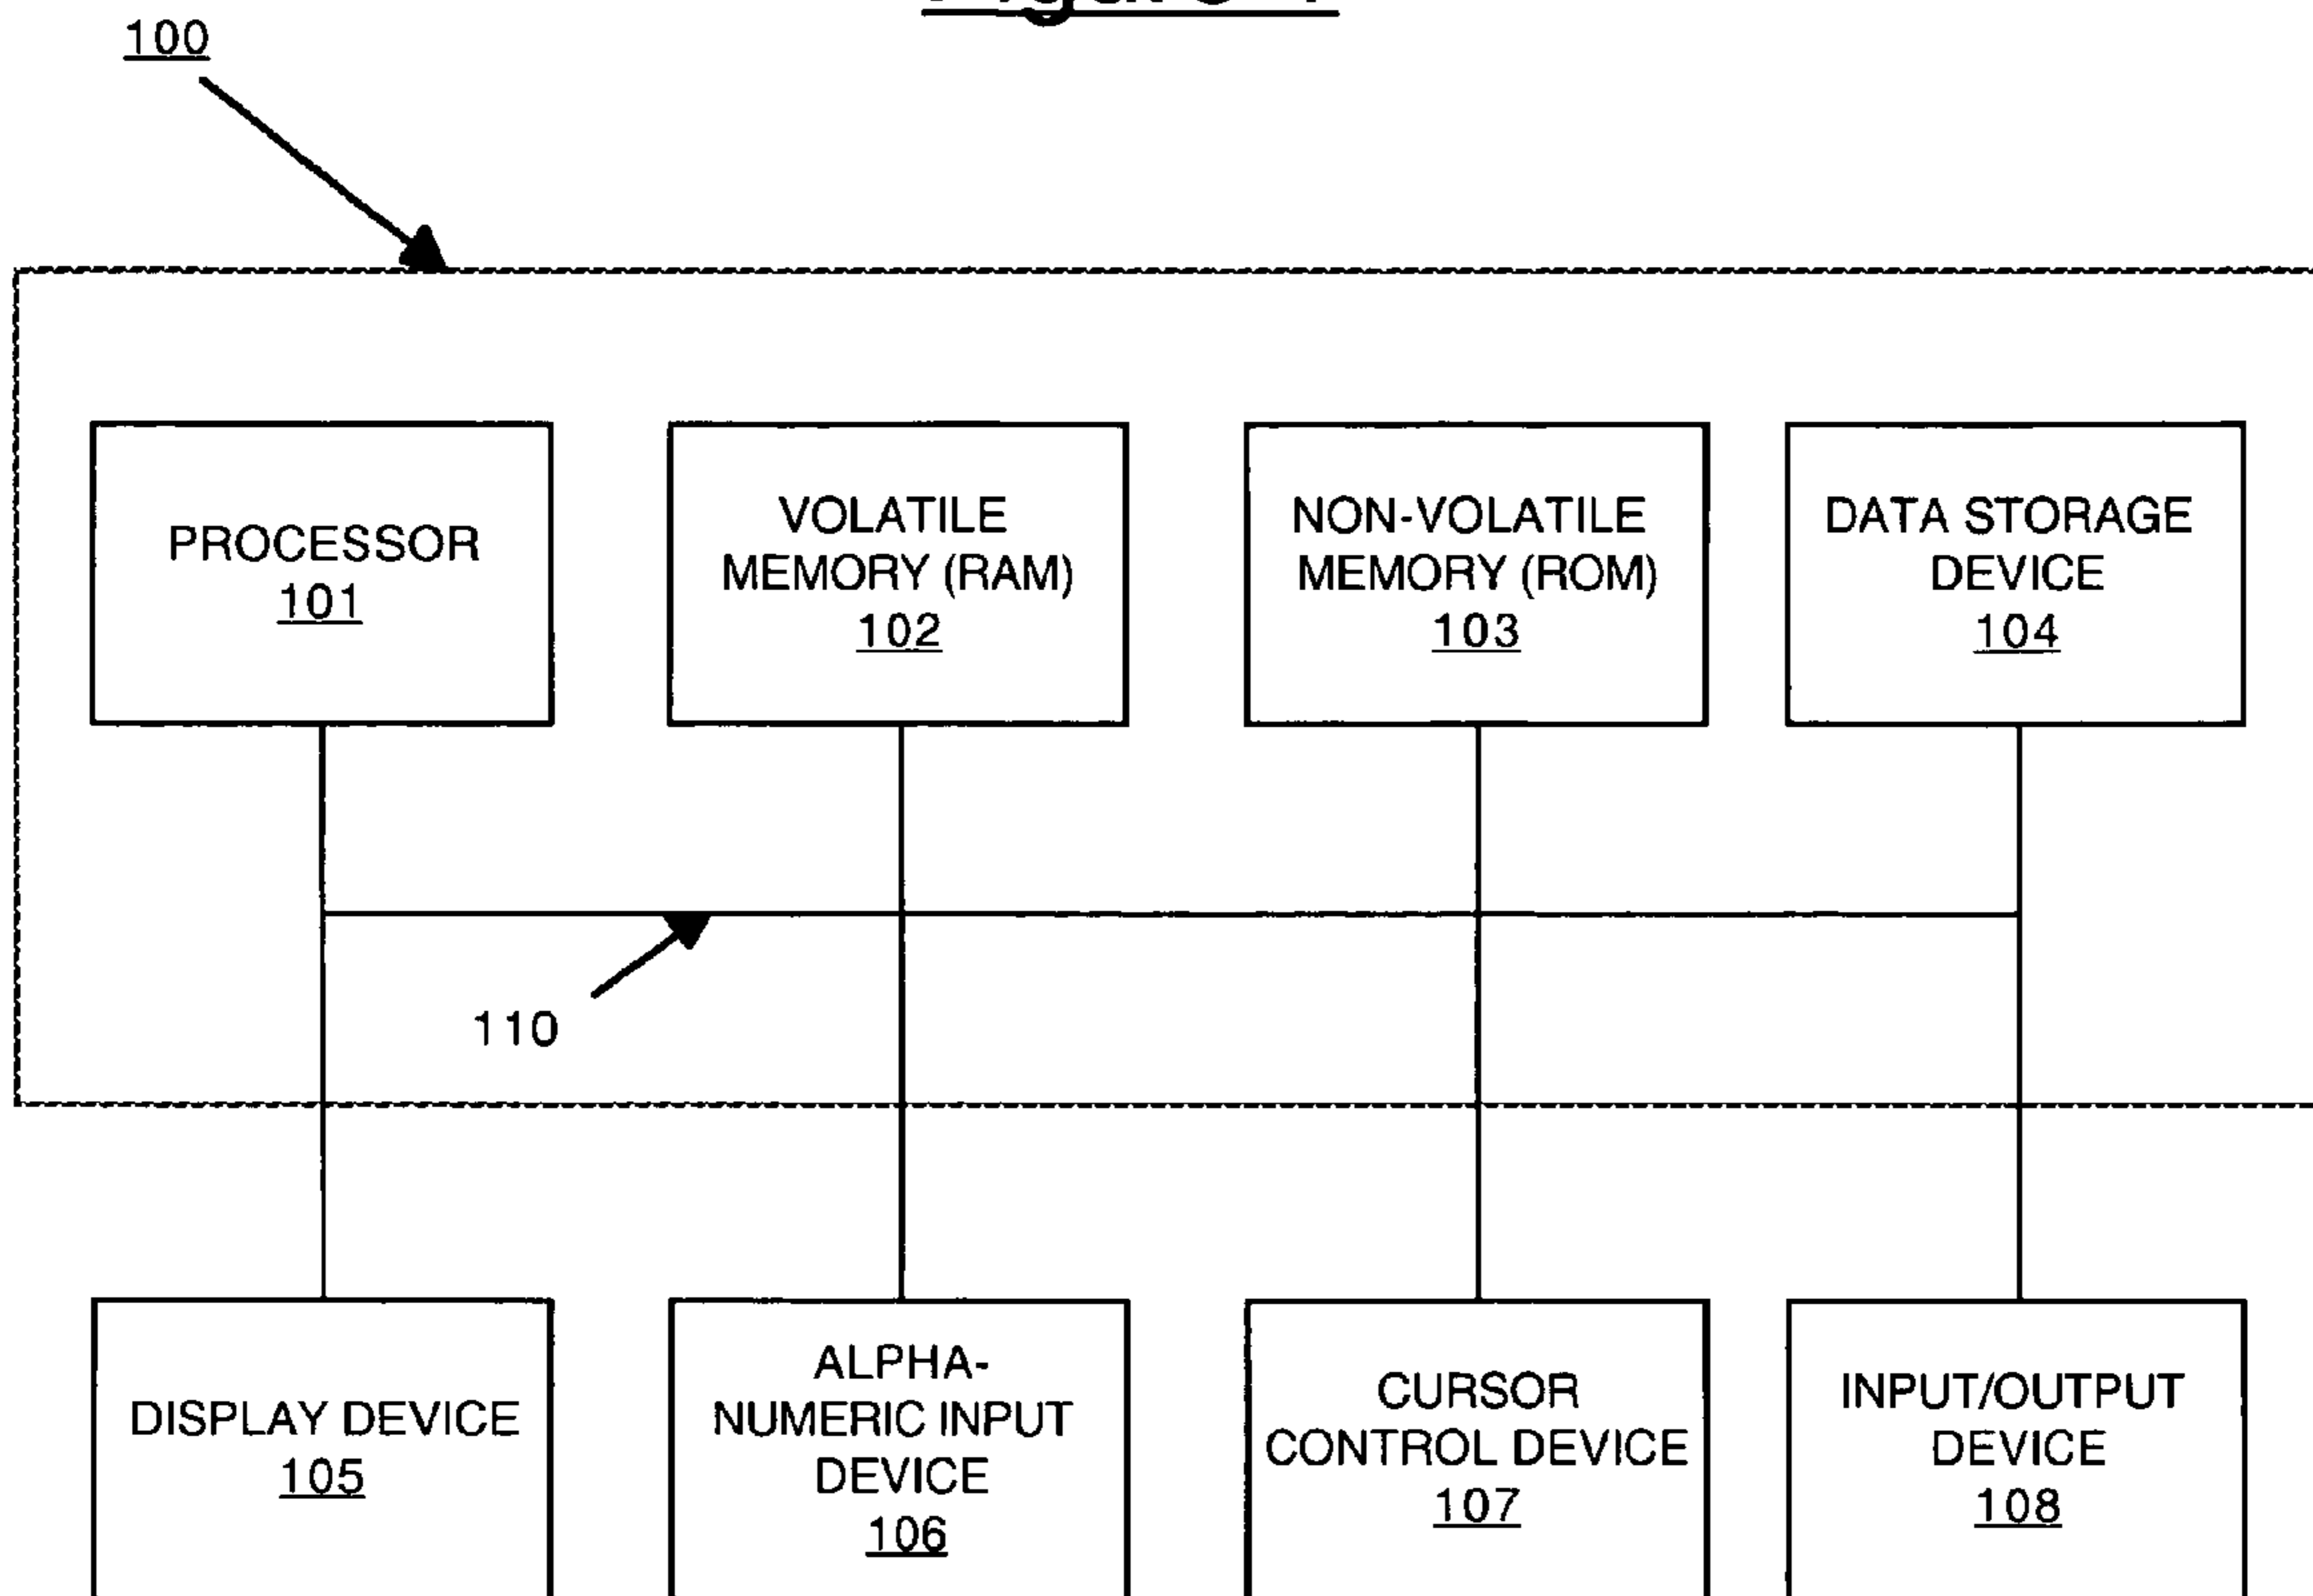 100
PROCESSOR
101
VOLATILE
MEMORY (RAM)
102
NON-VOLATILE
MEMORY (ROM)
103
DATA STORAGE
DEVICE
104
110
DISPLAY DEVICE
105
ALPHA-
NUMERIC INPUT
DEVICE
106
CURSOR
CONTROL DEVICE
107
INPUT/OUTPUT
DEVICE
108